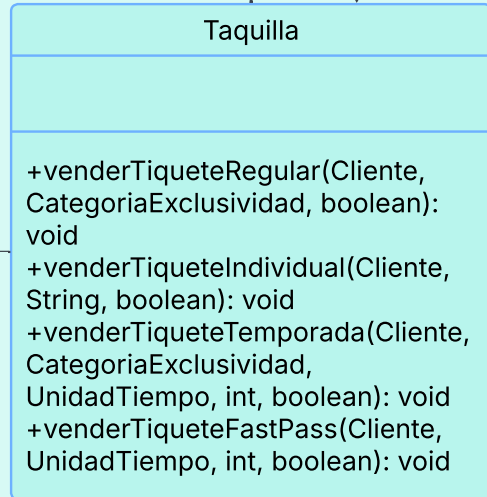 Taquilla
+venderTiqueteRegular(Cliente,
CategoriaExclusividad, boolean):
void
+venderTiqueteIndividual(Cliente,
String, boolean): void
+venderTiqueteTemporada(Cliente,
CategoriaExclusividad,
UnidadTiempo, int, boolean): void
+venderTiqueteFastPass(Cliente,
UnidadTiempo, int, boolean): void